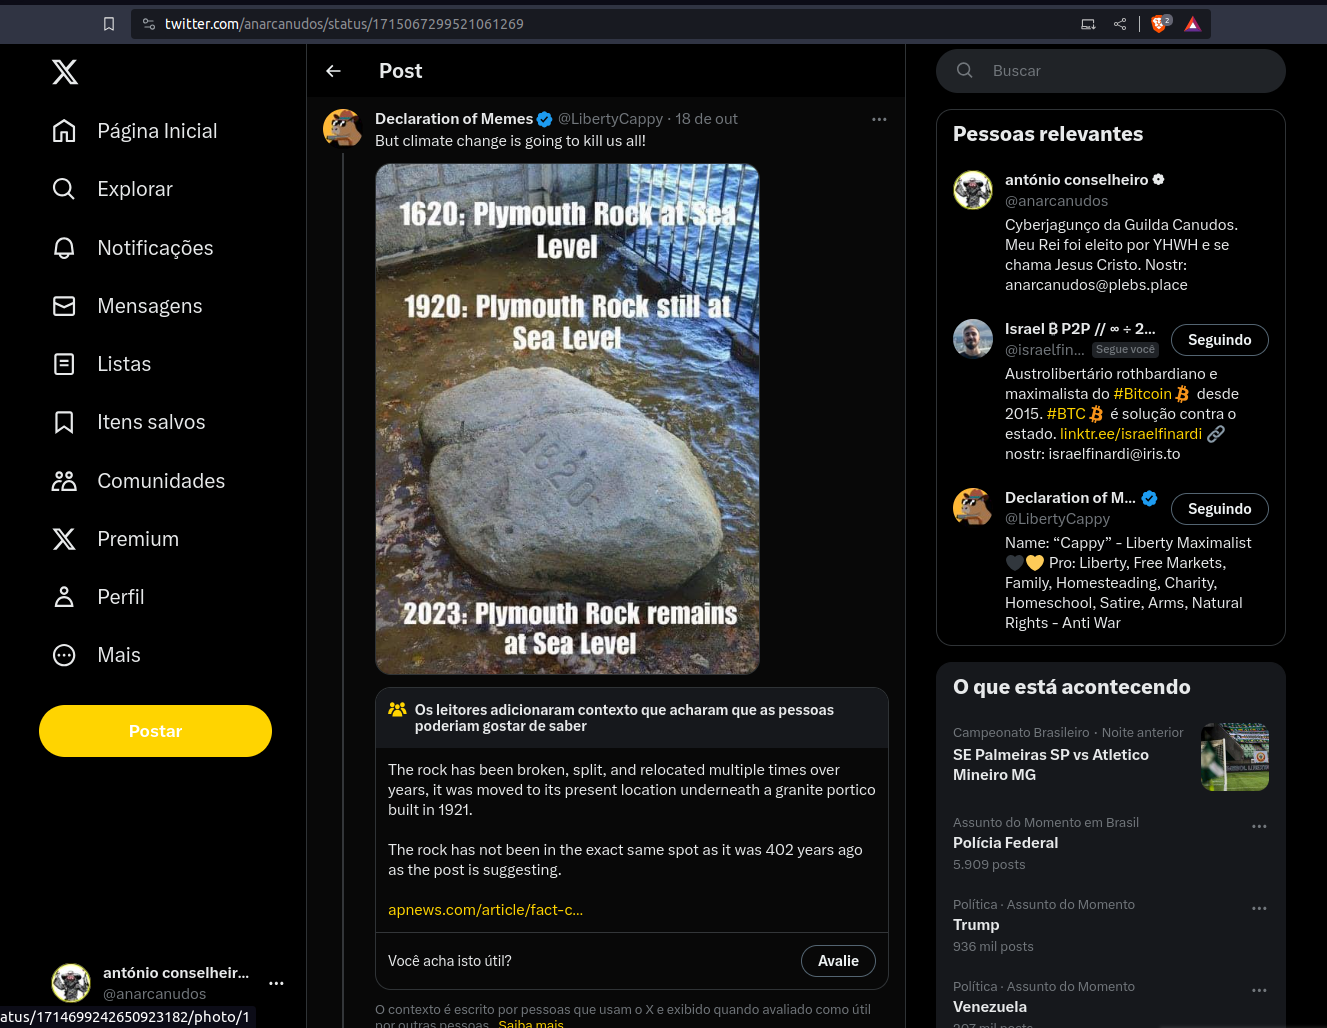 twitter.com/anarcanudos/status/1715067299521061269
2
Página Inicial
Explorar
Notificações
Mensagens
Listas
Itens salvos
Comunidades
Premium
Perfil
Mais
Postar
antónio conselheir...
@anarcanudos
atus/1714699242650923182/photo/1
Post
Declaration of Memes @LibertyCappy · 18 de out
But climate change is going to kill us all!
1620: Plymouth Rock at Sea
Level
1920: Plymouth Rock still at
Sea Level
1620
2023: Plymouth Rock remains
at Sea Level
Os leitores adicionaram contexto que acharam que as pessoas
poderiam gostar de saber
The rock has been broken, split, and relocated multiple times over
years, it was moved to its present location underneath a granite portico
built in 1921.
The rock has not been in the exact same spot as it was 402 years ago
as the post is suggesting.
apnews.com/article/fact-c...
Você acha isto útil?
Avalie
O contexto é escrito por pessoas que usam o X e exibido quando avaliado como útil
por outras pessoas. Saiba mais
Buscar
Pessoas relevantes
antónio conselheiro
@anarcanudos
Cyberjagunço da Guilda Canudos.
Meu Rei foi eleito por YHWH e se
chama Jesus Cristo. Nostr:
anarcanudos@plebs.place
Israel ₿ P2P // ∞ ÷ 2...
@israelfin... Segue você
Seguindo
Austrolibertário rothbardiano e
maximalista do #Bitcoin desde
2015. #BTC é solução contra o
estado. linktr.ee/israelfinardi
nostr: israelfinardi@iris.to
Declaration of M...
@LibertyCappy
Seguindo
Name: “Cappy” - Liberty Maximalist
🖤💛 Pro: Liberty, Free Markets,
Family, Homesteading, Charity,
Homeschool, Satire, Arms, Natural
Rights - Anti War
O que está acontecendo
Campeonato Brasileiro · Noite anterior
SE Palmeiras SP vs Atletico
Mineiro MG
Assunto do Momento em Brasil
Polícia Federal
5.909 posts
Política · Assunto do Momento
Trump
936 mil posts
Política · Assunto do Momento
Venezuela
207 mil posts